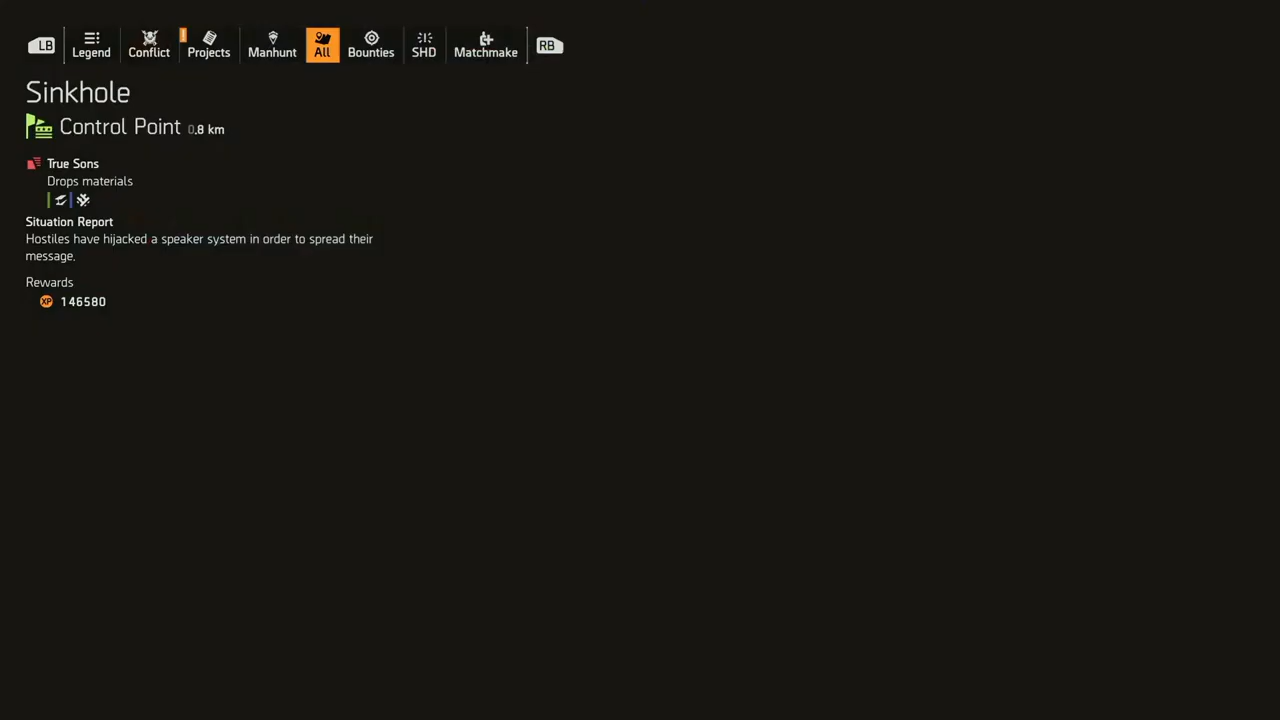 LB Legend Conflict Projects Manhunt All Bounties SHD Matchmake RB
Sinkhole
Control Point 0.8 km
True Sons
Drops materials
Situation Report
Hostiles have hijacked a speaker system in order to spread their
message.
Rewards
XP 146580